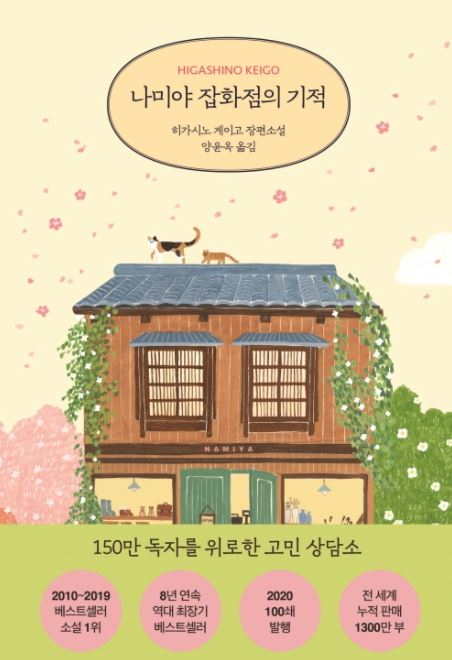 HIGASHINO KEIGO
나미야 잡화점의 기적
히가시노 게이고 장편소설
양윤옥 옮김
NAMIYA
150만 독자를 위로한 고민 상담소
2010~2019
베스트셀러
소설 1위
8년 연속
역대 최장기
베스트셀러
2020
100쇄
발행
전 세계
누적 판매
1300만 부